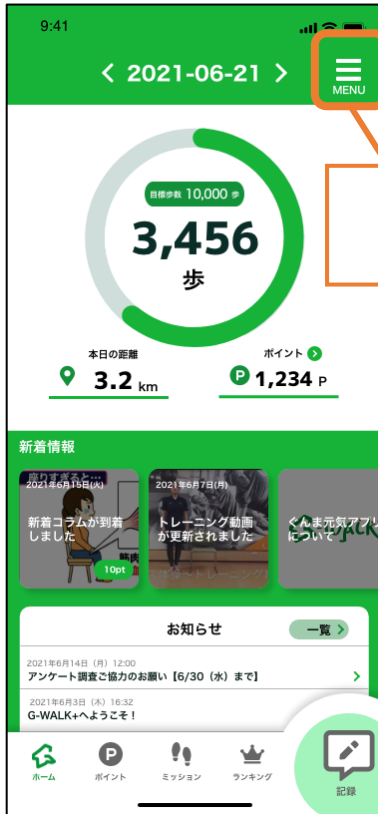 9:41
2021-06-21
MENU
目標歩数 10,000 歩
3,456
歩
本日の距離
3.2 km
ポイント
P 1,234 P
新着情報
2021年6月15日(火)
新着コラムが到着
しました
10pt
2021年6月7日(月)
トレーニング動画
が更新されました
ぐんま元気アプリ
について
お知らせ
一覧
2021年6月14日（月）12:00
アンケート調査ご協力のお願い【6/30（水）まで】
2021年6月3日（木）16:32
G-WALK+へようこそ！
ホーム
P
ポイント
ミッション
ランキング
記録